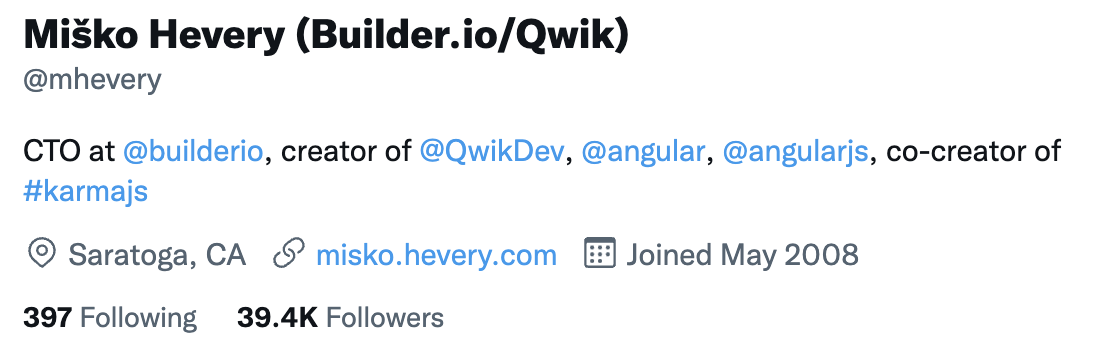 Miško Hevery (Builder.io/Qwik)
@mhevery
CTO at @builderio, creator of @QwikDev, @angular, @angularjs, co-creator of
#karmajs
Saratoga, CA misko.hevery.com Joined May 2008
397 Following 39.4K Followers